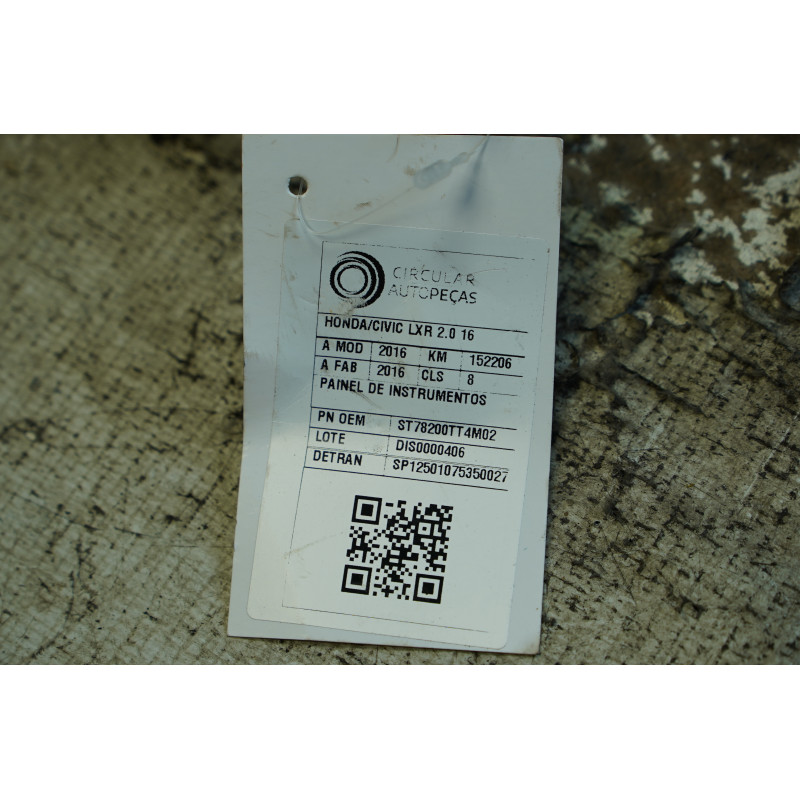 CIRCULAR
AUTOPEÇAS
HONDA/CIVIC LXR 2.0 16
A MOD 2016 KM 152206
A FAB 2016 CLS 8
PAINEL DE INSTRUMENTOS
PN OEM ST78200TT4M02
LOTE DIS0000406
DETRAN SP12501075350027